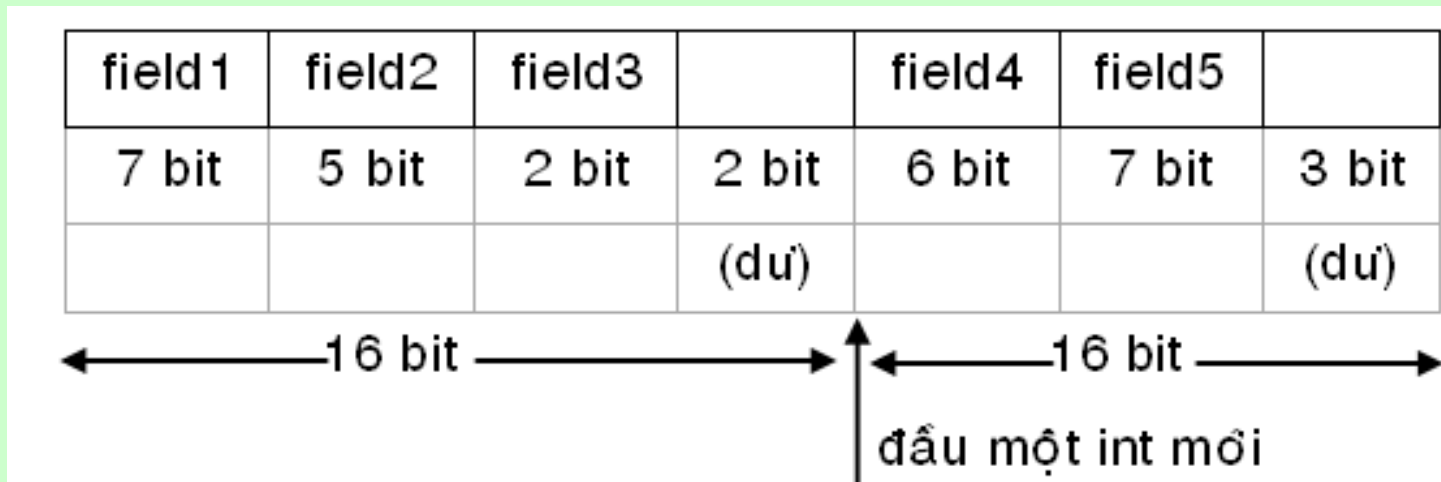 field1 field2 field3 field4 field5
7 bit 5 bit 2 bit 2 bit 6 bit 7 bit 3 bit
(dư) (dư)
16 bit 16 bit
đầu một int mới